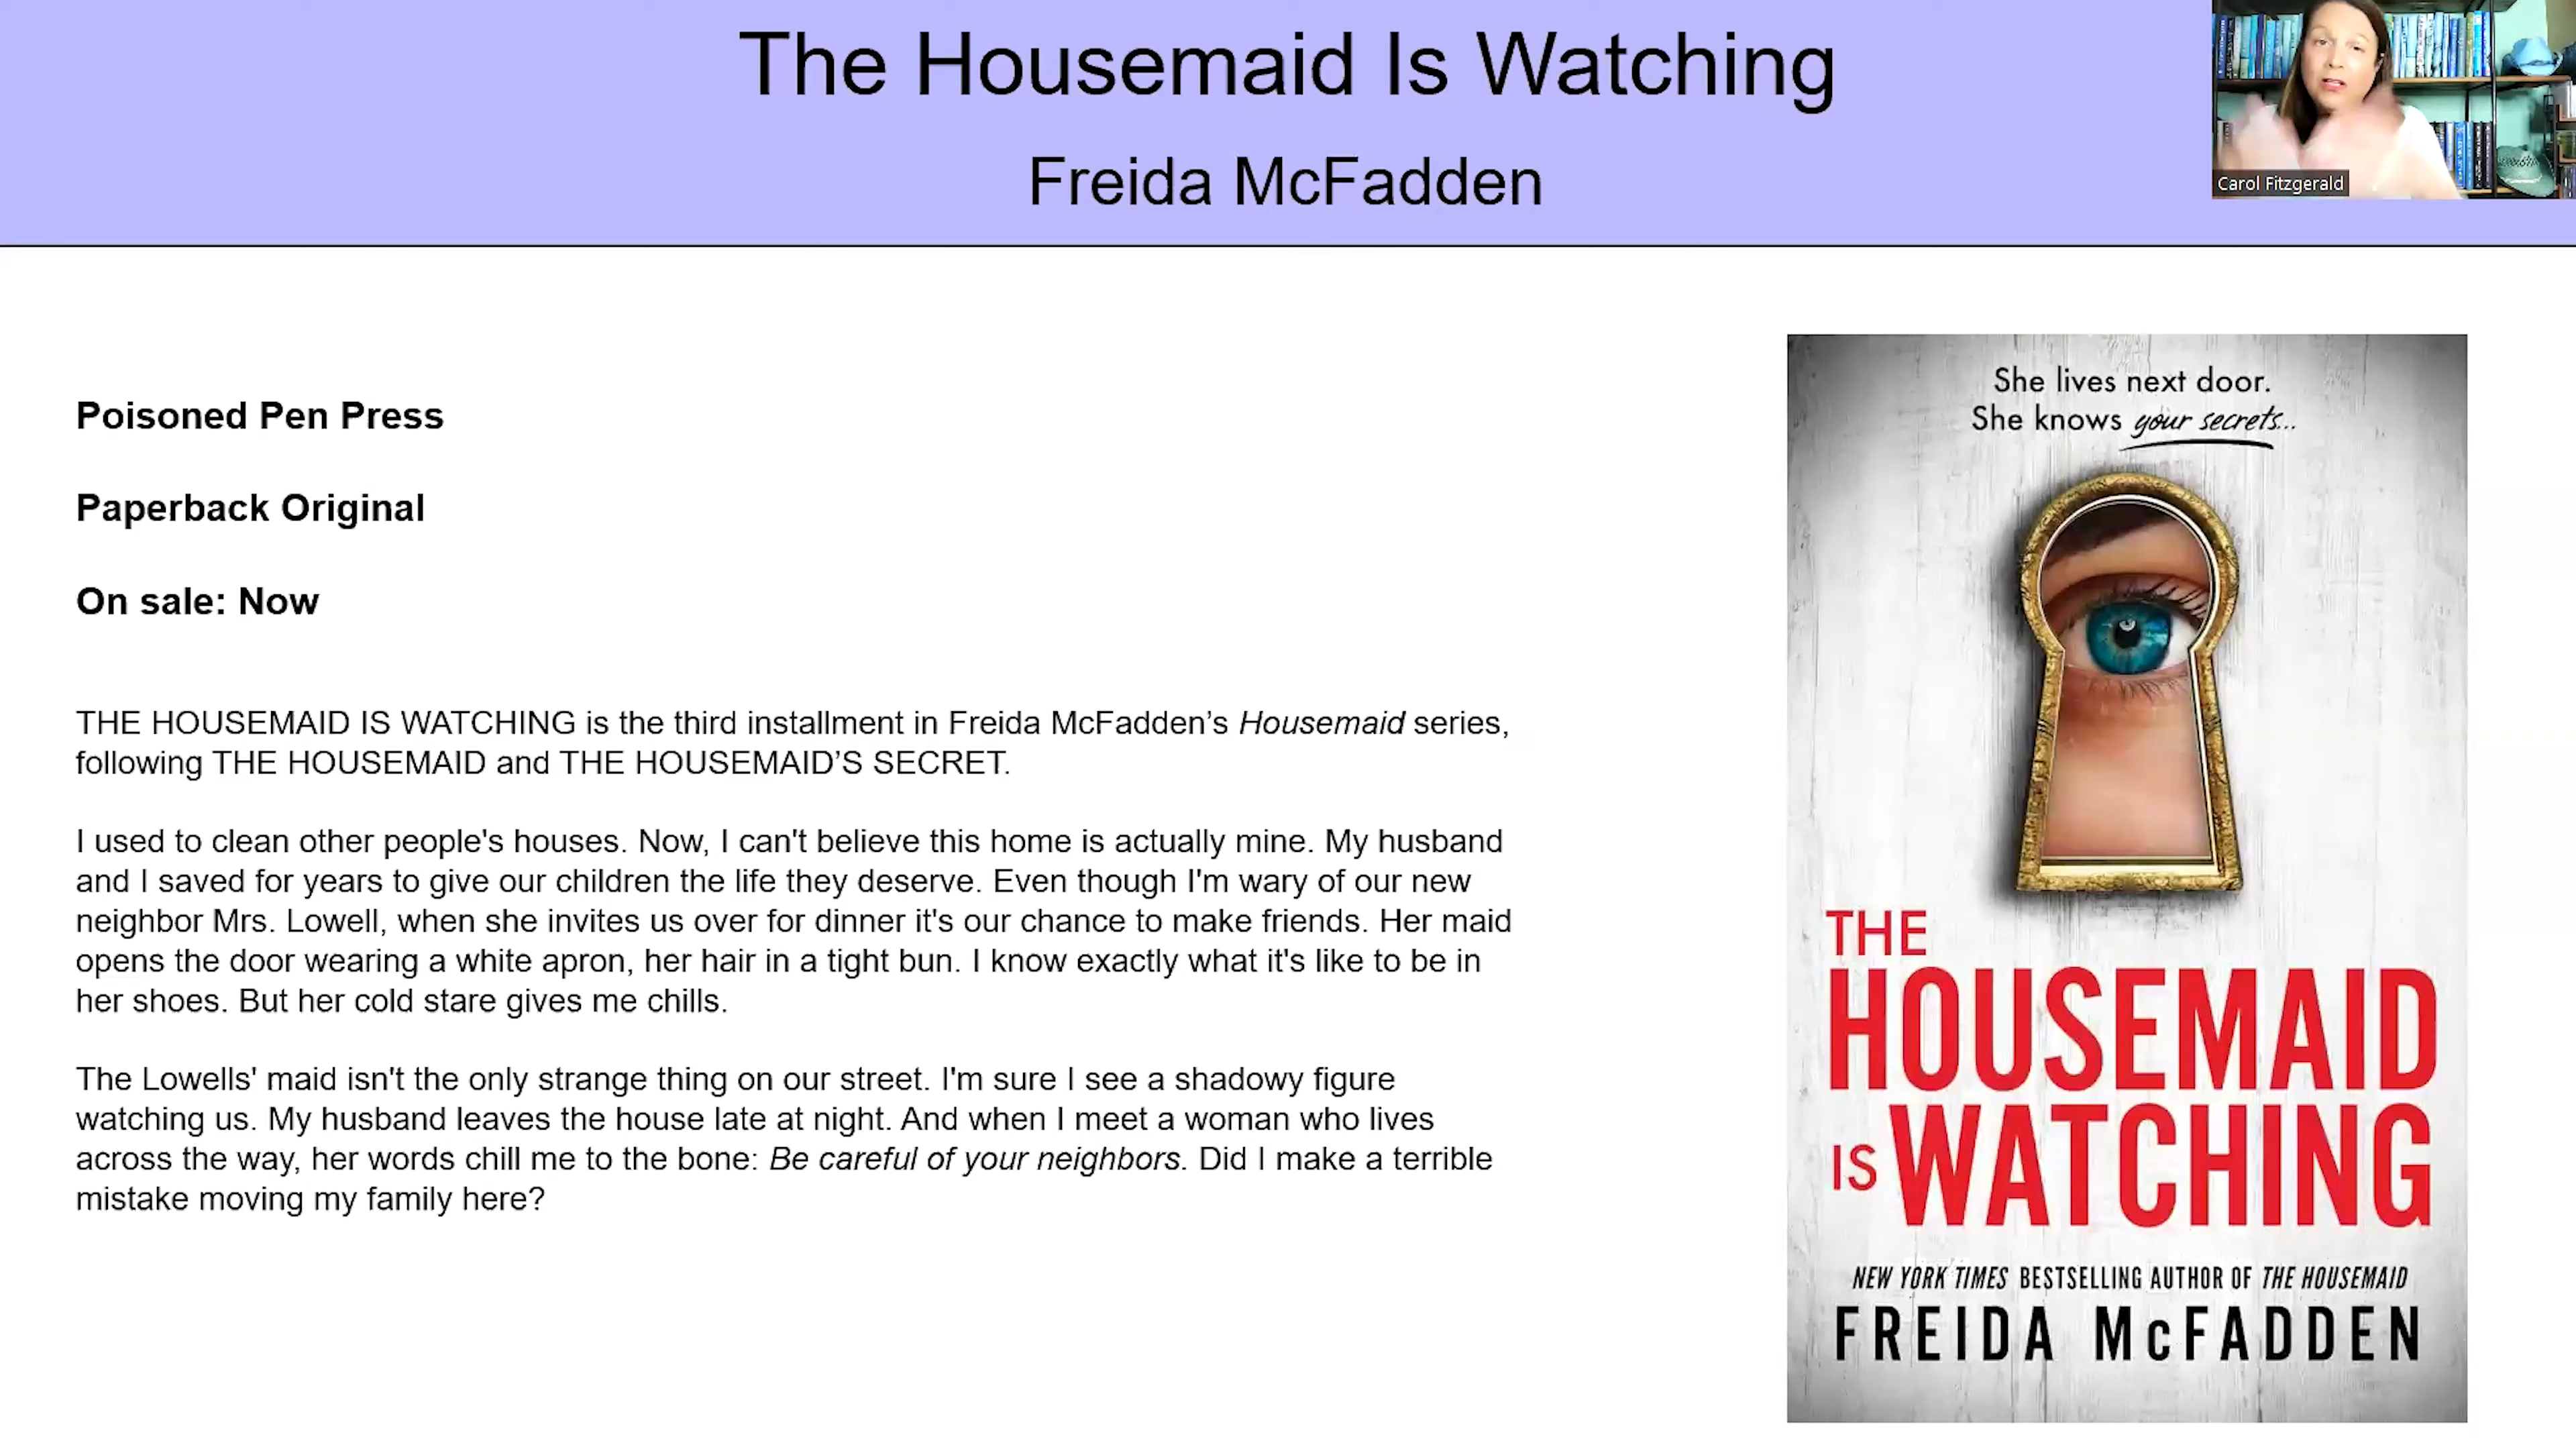 The Housemaid Is Watching
Freida McFadden
Carol Fitzgerald
Poisoned Pen Press
Paperback Original
On sale: Now
THE HOUSEMAID IS WATCHING is the third installment in Freida McFadden’s Housemaid series,
following THE HOUSEMAID and THE HOUSEMAID’S SECRET.
I used to clean other people's houses. Now, I can't believe this home is actually mine. My husband
and I saved for years to give our children the life they deserve. Even though I'm wary of our new
neighbor Mrs. Lowell, when she invites us over for dinner it's our chance to make friends. Her maid
opens the door wearing a white apron, her hair in a tight bun. I know exactly what it's like to be in
her shoes. But her cold stare gives me chills.
The Lowells' maid isn't the only strange thing on our street. I'm sure I see a shadowy figure
watching us. My husband leaves the house late at night. And when I meet a woman who lives
across the way, her words chill me to the bone: Be careful of your neighbors. Did I make a terrible
mistake moving my family here?
She lives next door.
She knows your secrets...
THE
HOUSEMAID
IS WATCHING
NEW YORK TIMES BESTSELLING AUTHOR OF THE HOUSEMAID
FREIDA McFADDEN